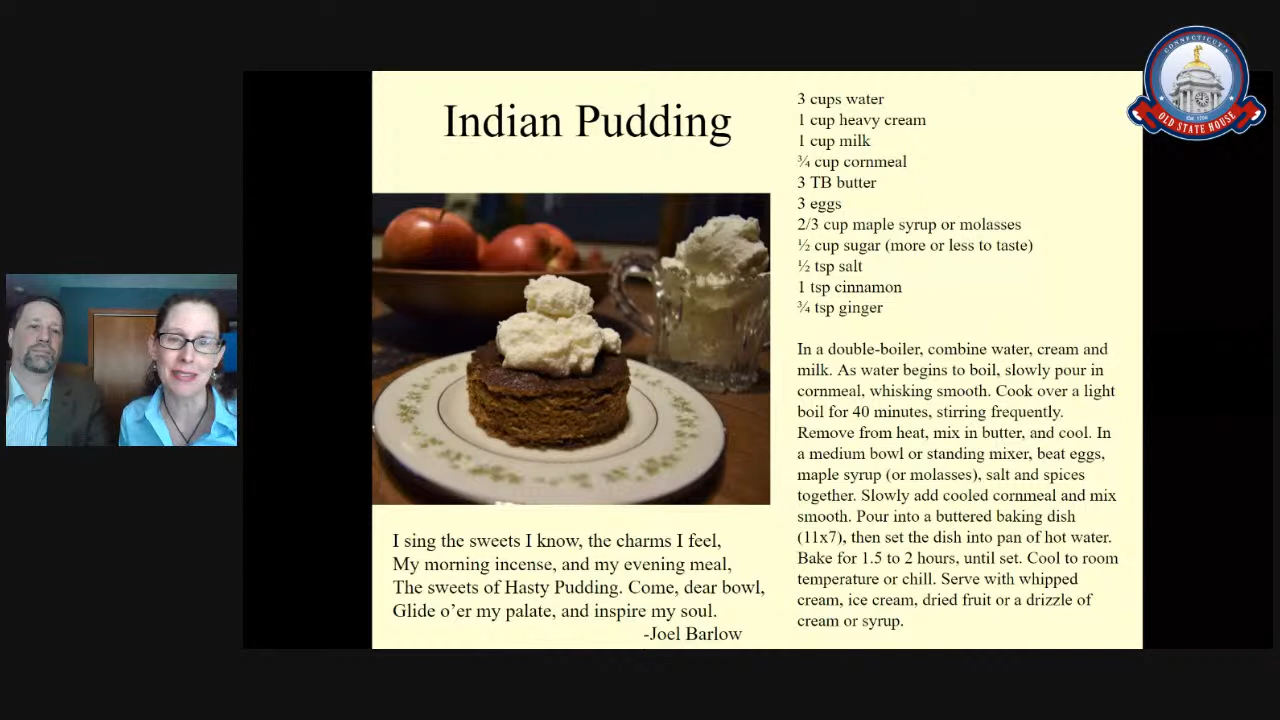 Indian Pudding
3 cups water
1 cup heavy cream
1 cup milk
¾ cup cornmeal
3 TB butter
3 eggs
2/3 cup maple syrup or molasses
½ cup sugar (more or less to taste)
½ tsp salt
1 tsp cinnamon
¾ tsp ginger
In a double-boiler, combine water, cream and
milk. As water begins to boil, slowly pour in
cornmeal, whisking smooth. Cook over a light
boil for 40 minutes, stirring frequently.
Remove from heat, mix in butter, and cool. In
a medium bowl or standing mixer, beat eggs,
maple syrup (or molasses), salt and spices
together. Slowly add cooled cornmeal and mix
smooth. Pour into a buttered baking dish
(11x7), then set the dish into pan of hot water.
Bake for 1.5 to 2 hours, until set. Cool to room
temperature or chill. Serve with whipped
cream, ice cream, dried fruit or a drizzle of
cream or syrup.
I sing the sweets I know, the charms I feel,
My morning incense, and my evening meal,
The sweets of Hasty Pudding. Come, dear bowl,
Glide o’er my palate, and inspire my soul.
-Joel Barlow
CONNECTICUT'S
OLD STATE HOUSE